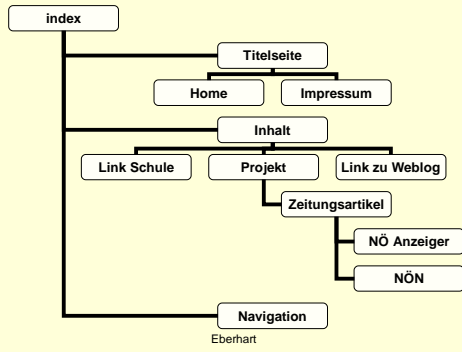 index
Titelseite
Home
Impressum
Inhalt
Link Schule
Projekt
Link zu Weblog
Zeitungsartikel
NÖ Anzeiger
NÖN
Navigation
Eberhart